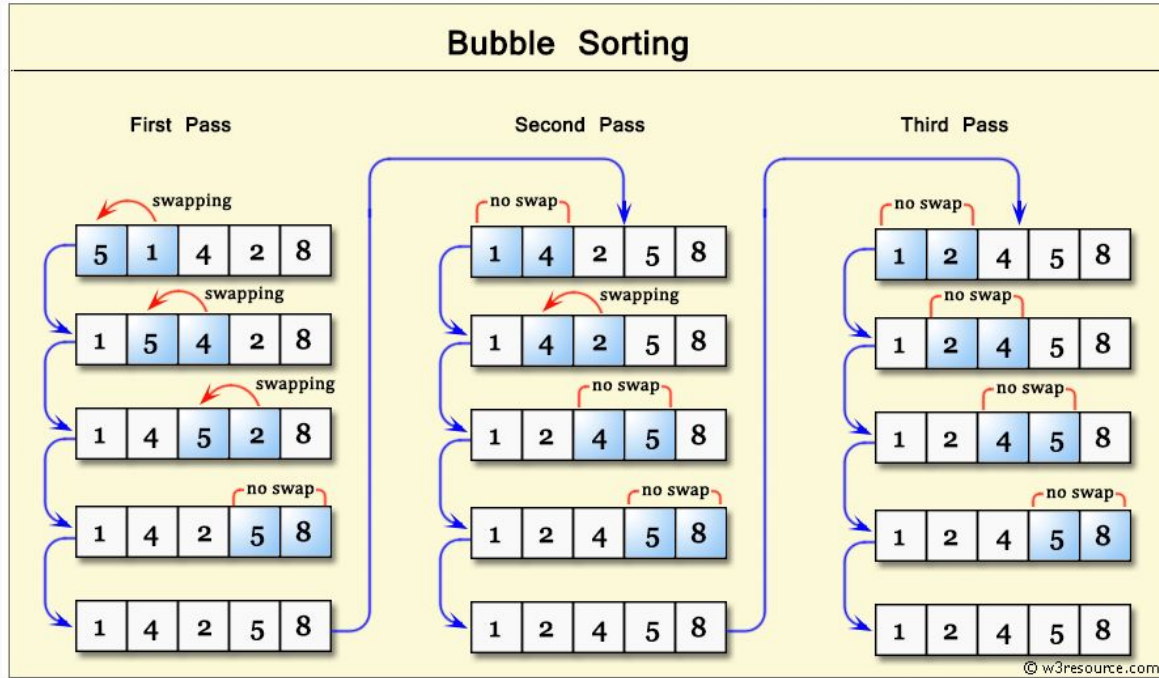 Bubble Sorting
First Pass
swapping
5 1 4 2 8
swapping
1 5 4 2 8
swapping
1 4 5 2 8
no swap
1 4 2 5 8
1 4 2 5 8
Second Pass
no swap
1 4 2 5 8
swapping
1 4 2 5 8
no swap
1 2 4 5 8
no swap
1 2 4 5 8
1 2 4 5 8
Third Pass
no swap
1 2 4 5 8
no swap
1 2 4 5 8
no swap
1 2 4 5 8
no swap
1 2 4 5 8
1 2 4 5 8
© w3resource.com